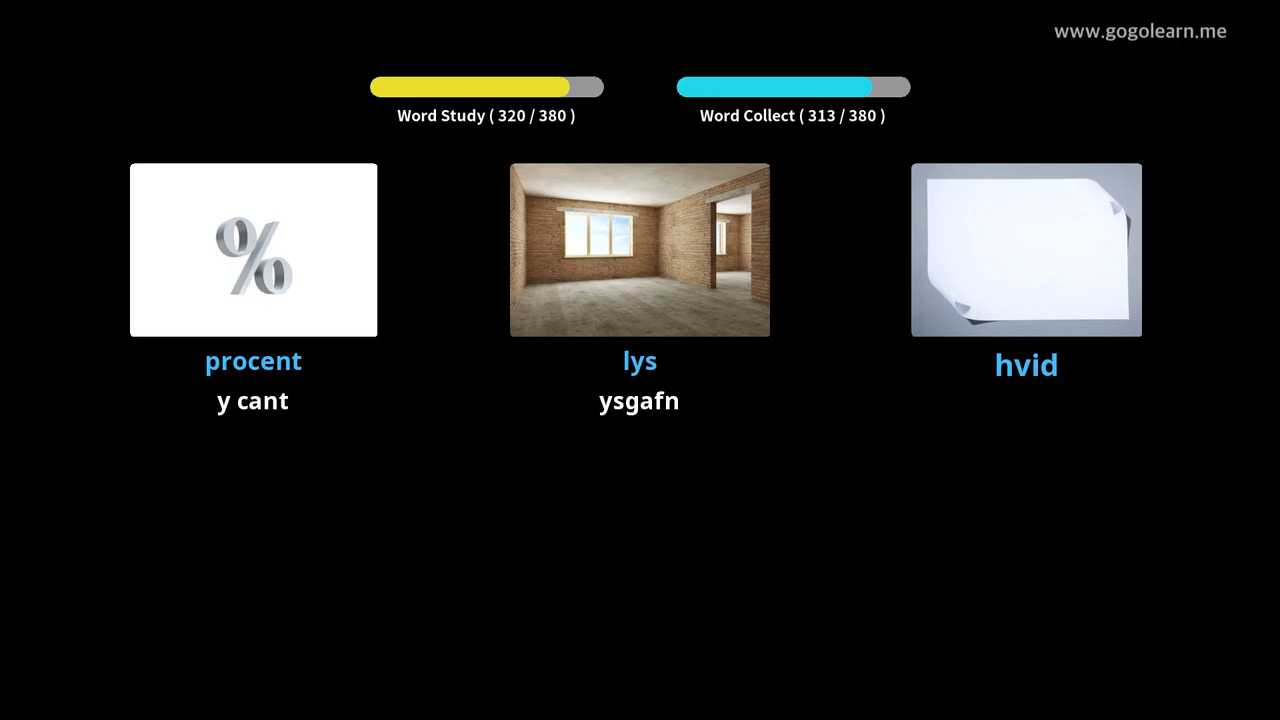 www.gogolearn.me
Word Study ( 320 / 380 )
Word Collect ( 313 / 380 )
%
procent
y cant
lys
ysgafn
hvid